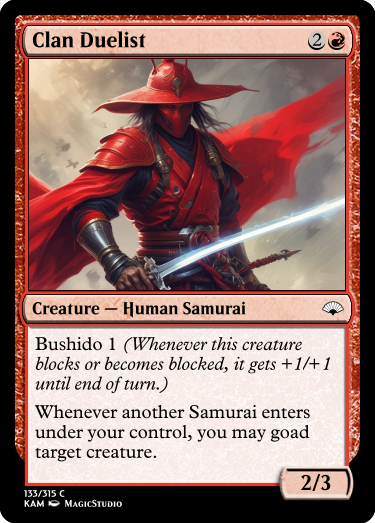 Clan Duelist 2
Creature — Human Samurai
Bushido 1 (Whenever this creature
blocks or becomes blocked, it gets +1/+1
until end of turn.)
Whenever another Samurai enters
under your control, you may goad
target creature.
2/3
133/315 C
KAM MagicStudio